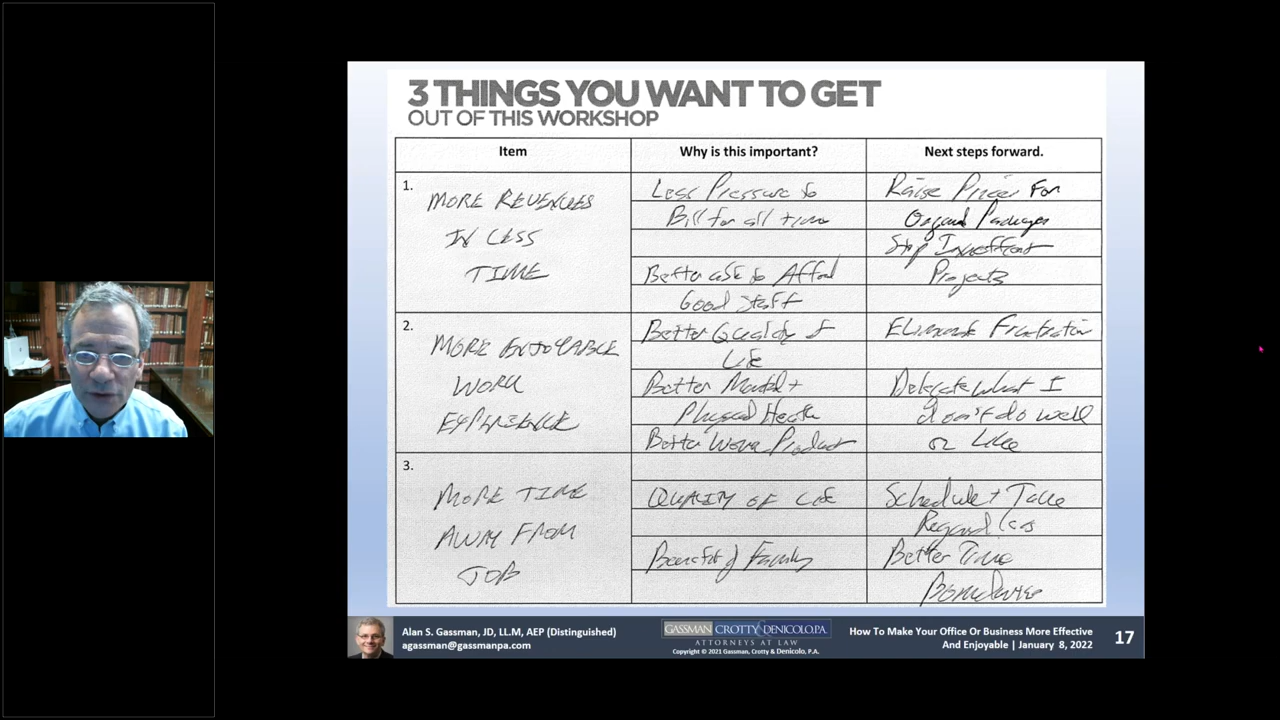 3 THINGS YOU WANT TO GET
OUT OF THIS WORKSHOP
Item
Why is this important?
Next steps forward.
1.
MORE REVENUES
IN LESS
TIME
Less Pressure to
Bill for all time
Better able to Afford
Good Staff
Raise Prices For
Packages
Stop Inefficient
Projects
2.
MORE ENJOYABLE
WORK
EXPERIENCE
Better Quality of
Life
Better Mental +
Physical Health
Better Work Product
Eliminate Frustration
Delegate what I
don't do well
or Like
3.
MORE TIME
AWAY FROM
JOB
QUALITY OF LIFE
Benefit of Family
Schedule + Take
Regardless
Better Time
Boundaries
Alan S. Gassman, JD, LL.M, AEP (Distinguished)
agassman@gassmanpa.com
GASSMAN CROTTY & DENICOLO, P.A.
ATTORNEYS AT LAW
Copyright © 2021 Gassman, Crotty & Denicolo, P.A.
How To Make Your Office Or Business More Effective
And Enjoyable | January 8, 2022
17